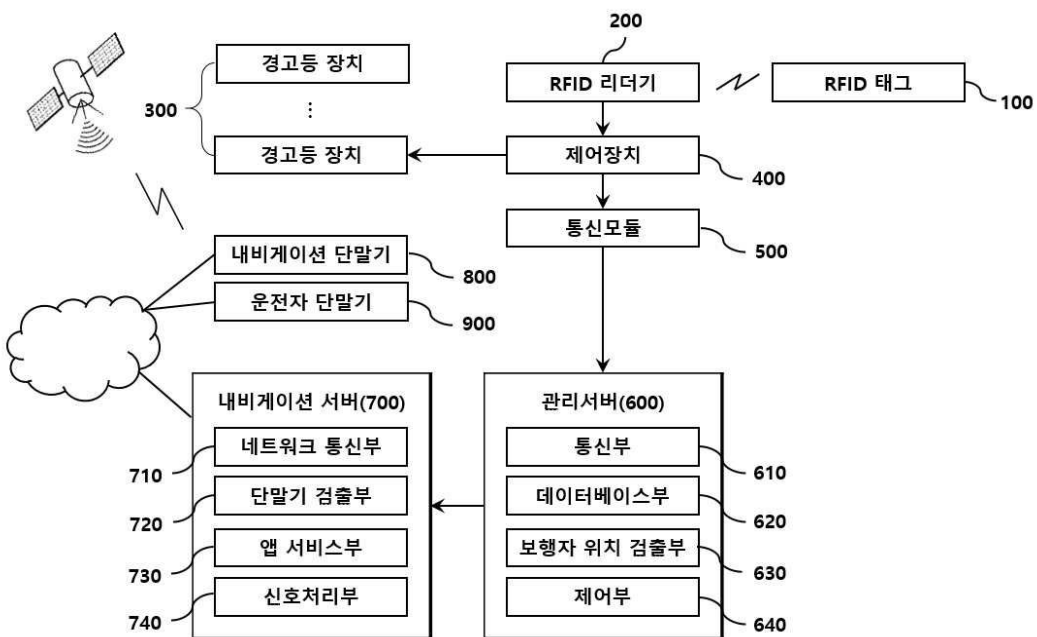 200
경고등 장치
RFID 리더기
RFID 태그
100
300
⋮
경고등 장치
제어장치
400
통신모듈
500
내비게이션 단말기
800
운전자 단말기
900
내비게이션 서버(700)
관리서버(600)
네트워크 통신부
통신부
710
610
단말기 검출부
데이터베이스부
720
620
앱 서비스부
보행자 위치 검출부
730
630
신호처리부
제어부
740
640